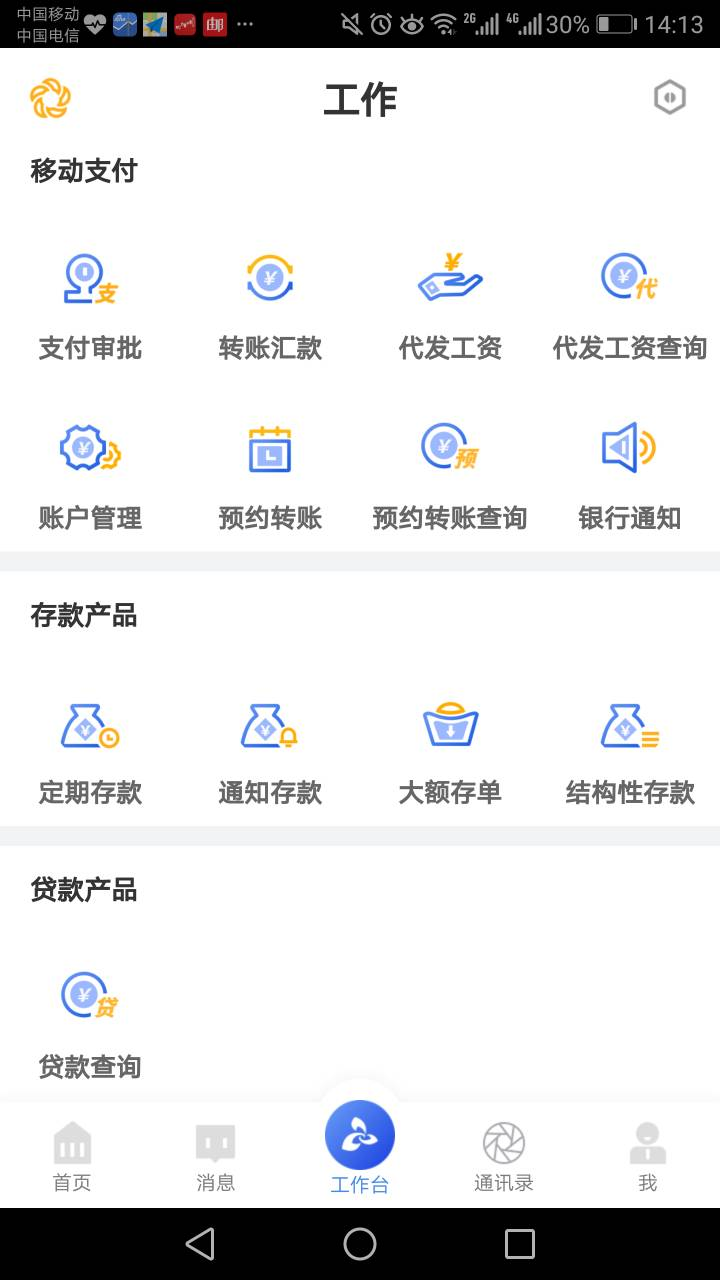 中国移动
中国电信
2G
4G
30%
14:13
工作
移动支付
支付审批
转账汇款
代发工资
代发工资查询
账户管理
预约转账
预约转账查询
银行通知
存款产品
定期存款
通知存款
大额存单
结构性存款
贷款产品
贷款查询
首页
消息
工作台
通讯录
我